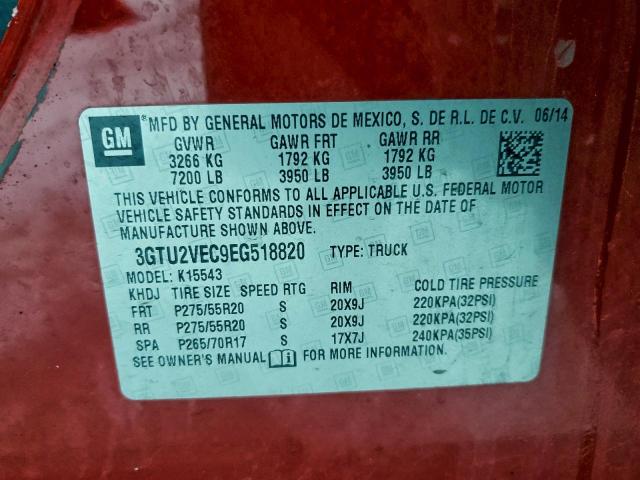 GM ® MFD BY GENERAL MOTORS DE MEXICO, S. DE R.L. DE C.V. 06/14
GVWR GAWR FRT GAWR RR
3266 KG 1792 KG 1792 KG
7200 LB 3950 LB 3950 LB
THIS VEHICLE CONFORMS TO ALL APPLICABLE U.S. FEDERAL MOTOR
VEHICLE SAFETY STANDARDS IN EFFECT ON THE DATE OF
MANUFACTURE SHOWN ABOVE.
3GTU2VEC9EG518820 TYPE: TRUCK
MODEL: K15543
KHDJ TIRE SIZE SPEED RTG RIM COLD TIRE PRESSURE
FRT P275/55R20 S 20X9J 220KPA(32PSI)
RR P275/55R20 S 20X9J 220KPA(32PSI)
SPA P265/70R17 S 17X7J 240KPA(35PSI)
SEE OWNER'S MANUAL FOR MORE INFORMATION.